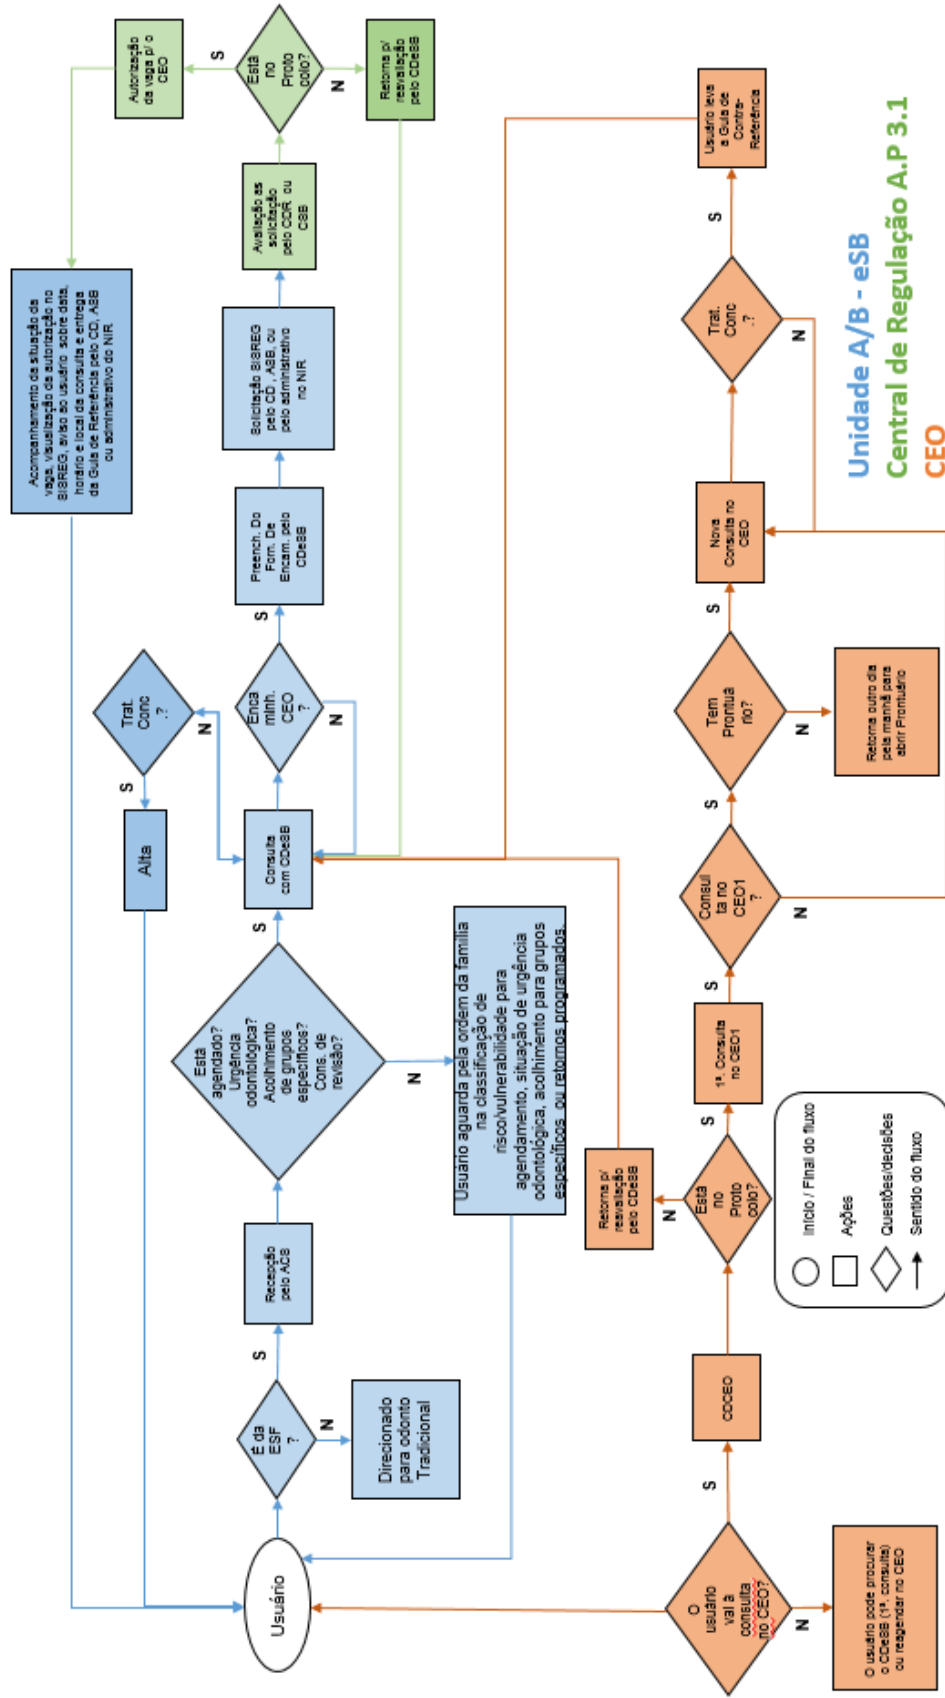 Usuário
É da
ESF
?
S
N
Direcionado
para odonto
Tradicional
Recepção
pelo ACS
Está
agendado?
Urgência
odontológica?
Acolhimento
de grupos
específicos?
Cons. de
revisão?
S
N
Usuário aguarda pela ordem da família
na classificação de
risco/vulnerabilidade para
agendamento, situação de urgência
odontológica, acolhimento para grupos
específicos ou retornos programados.
Consulta
com CDeSB
Trat.
Conc
.?
S
N
Alta
Enca
minh.
CEO
?
S
N
Preench. Do
Form. De
Encam. pelo
CDeSB
Solicitação SISREG
pelo CD , ASB, ou
pelo administrativo
no NIR
Avaliação as
solicitação
pelo CDR ou
CSB
Está
no
Proto
colo?
S
N
Autorização
da vaga p/ o
CEO
Retorna p/
reavaliação
pelo CDeSB
Acompanhamento da situação da
vaga, visualização da autorização no
SISREG, aviso ao usuário sobre data,
horário e local da consulta e entrega
da Guia de Referência pelo CD, ASB
ou administrativo do NIR
O
usuário
vai à
consulta
no CEO?
S
N
O usuário pode procurar
o CDeSB (1ª. consulta)
ou reagendar no CEO
CDCEO
Está
no
Proto
colo?
S
N
Retorna p/
reavaliação
pelo CDeSB
1ª. Consulta
no CEO1
Consul
ta no
CEO1
?
S
N
Tem
Prontuá
rio?
S
N
Retorna outro dia
pela manhã para
abrir Prontuário
Nova
Consulta no
CEO
Trat.
Conc
.?
S
N
Usuário leva
a Guia de
Contra-
Referência
Início / Final do fluxo
Ações
Questões/decisões
Sentido do fluxo
Unidade A/B - eSB
Central de Regulação A.P 3.1
CEO